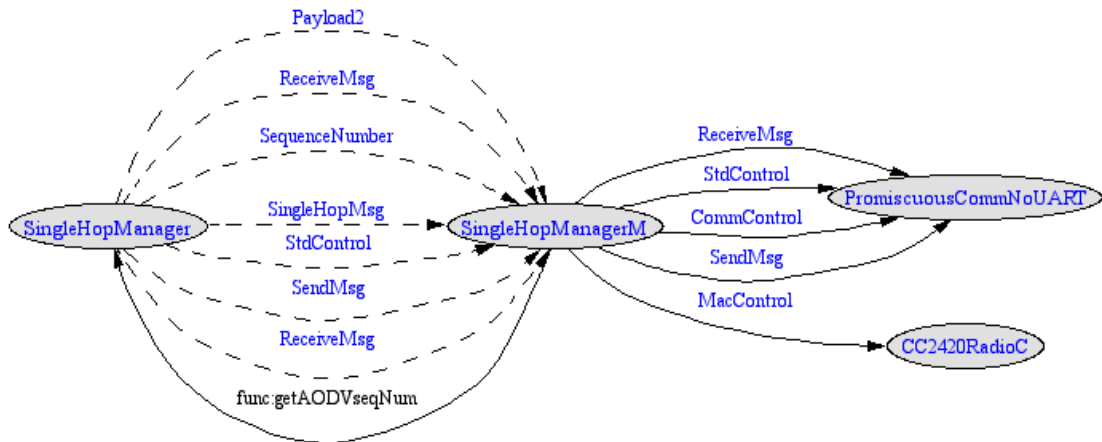 Payload2
ReceiveMsg
SequenceNumber
SingleHopMsg
StdControl
SendMsg
ReceiveMsg
func:getAODVseqNum
SingleHopManager
SingleHopManagerM
ReceiveMsg
StdControl
CommControl
SendMsg
MacControl
PromiscuousCommNoUART
CC2420RadioC